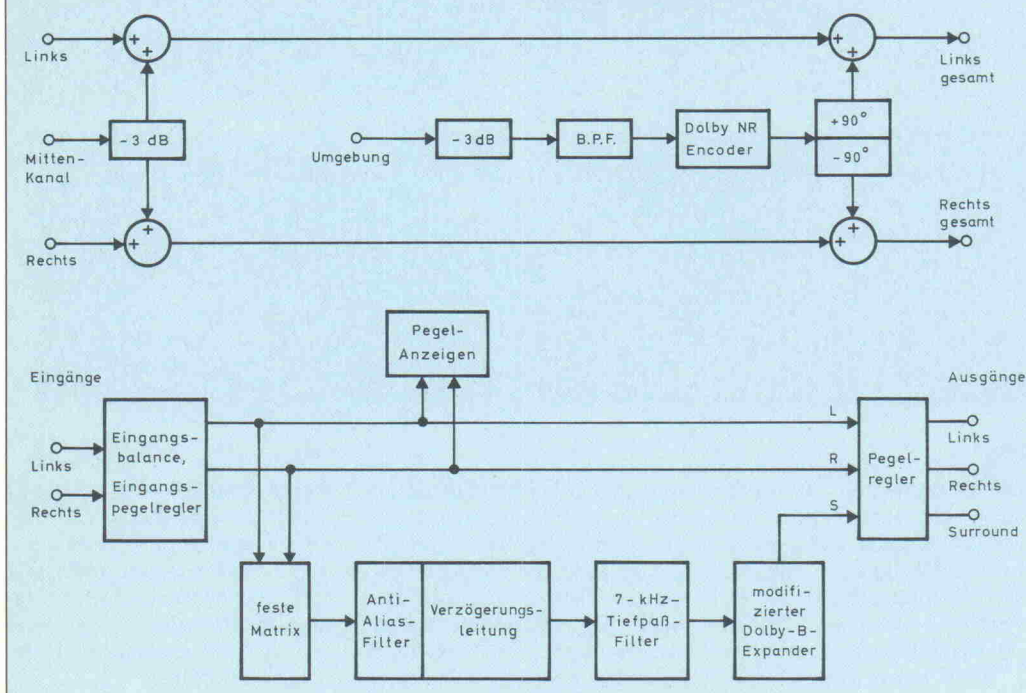 Links
+
+
+
+
Links
gesamt
Mitten-
Kanal
-3 dB
Umgebung
-3dB
B.P.F.
Dolby NR
Encoder
+90°
-90°
Rechts
+
+
+
+
Rechts
gesamt
Pegel-
Anzeigen
Eingänge
Ausgänge
Links
Rechts
Eingangs-
balance,
Eingangs-
pegelregler
L
R
S
Pegel-
regler
Links
Rechts
Surround
feste
Matrix
Anti-
Alias-
Filter
Verzögerungs-
leitung
7-kHz-
Tiefpaß-
Filter
modifi-
zierter
Dolby-B-
Expander